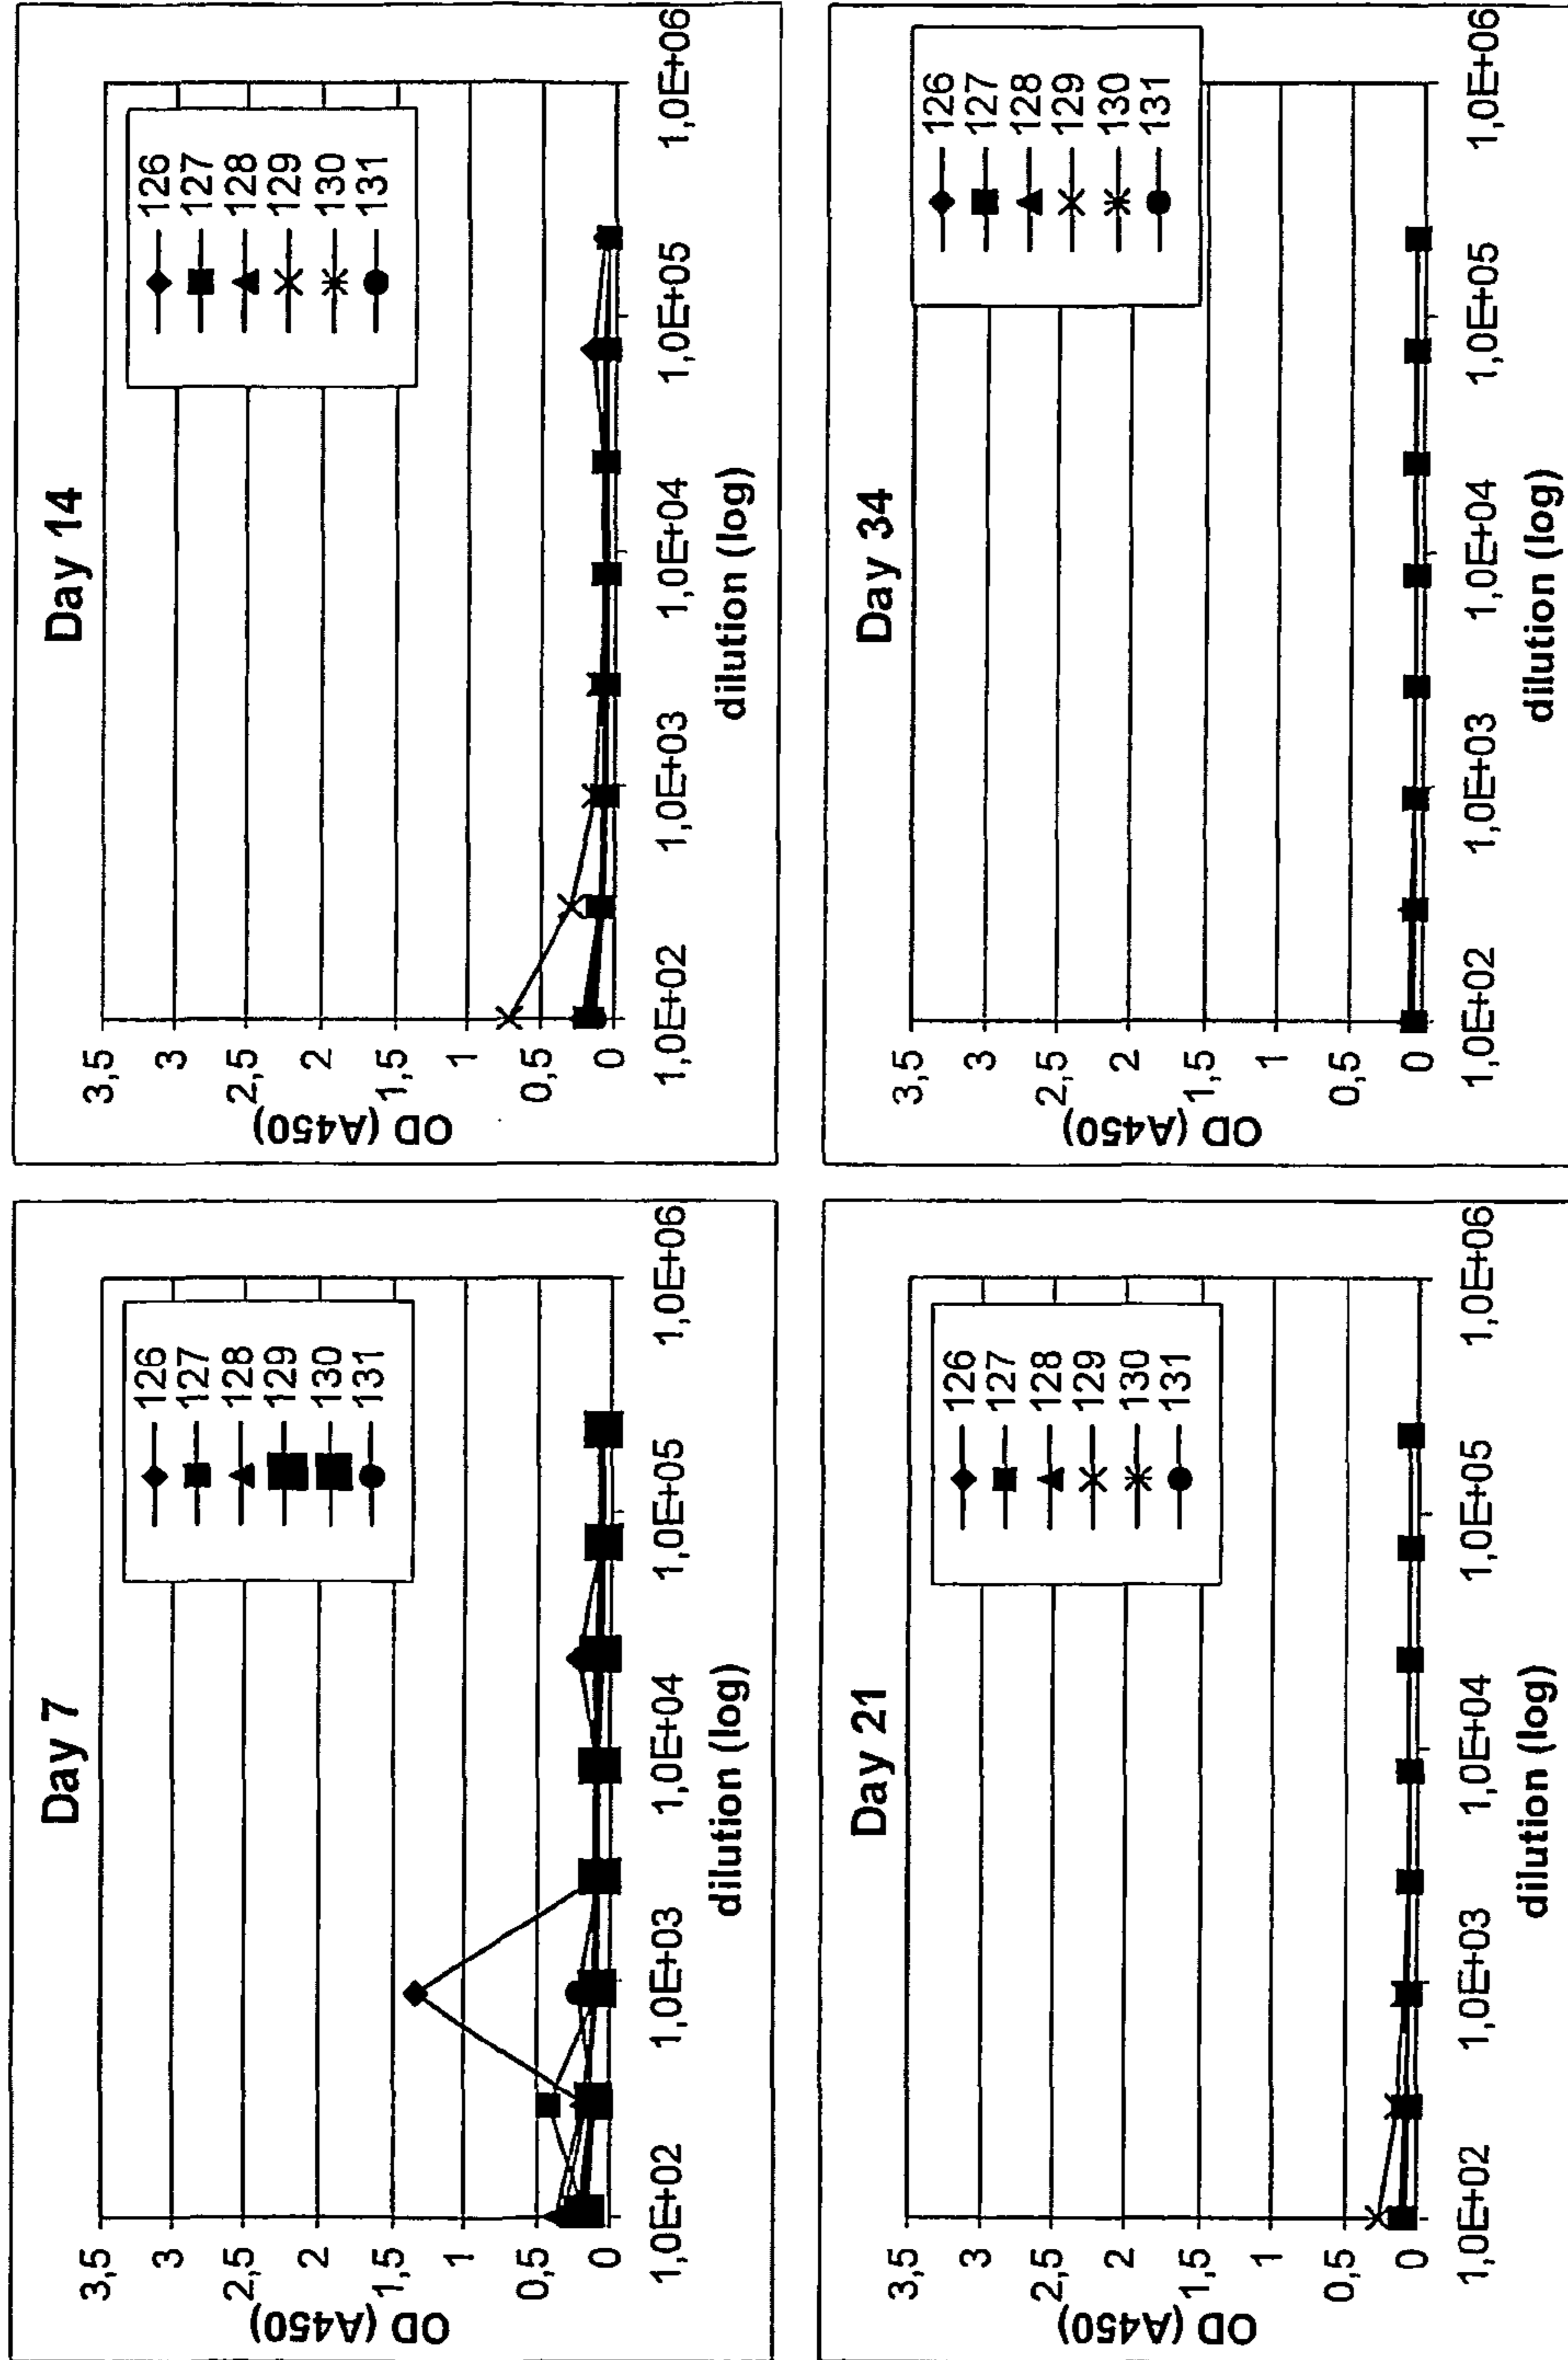 Day 7
3,5
3
2,5
2
1,5
1
0,5
0
OD (A450)
1,0E+02
1,0E+03
1,0E+04
1,0E+05
1,0E+06
dilution (log)
126
127
128
129
130
131
Day 14
3,5
3
2,5
2
1,5
1
0,5
0
OD (A450)
1,0E+02
1,0E+03
1,0E+04
1,0E+05
1,0E+06
dilution (log)
126
127
128
129
130
131
Day 21
3,5
3
2,5
2
1,5
1
0,5
0
OD (A450)
1,0E+02
1,0E+03
1,0E+04
1,0E+05
1,0E+06
dilution (log)
126
127
128
129
130
131
Day 34
3,5
3
2,5
2
1,5
1
0,5
0
OD (A450)
1,0E+02
1,0E+03
1,0E+04
1,0E+05
1,0E+06
dilution (log)
126
127
128
129
130
131